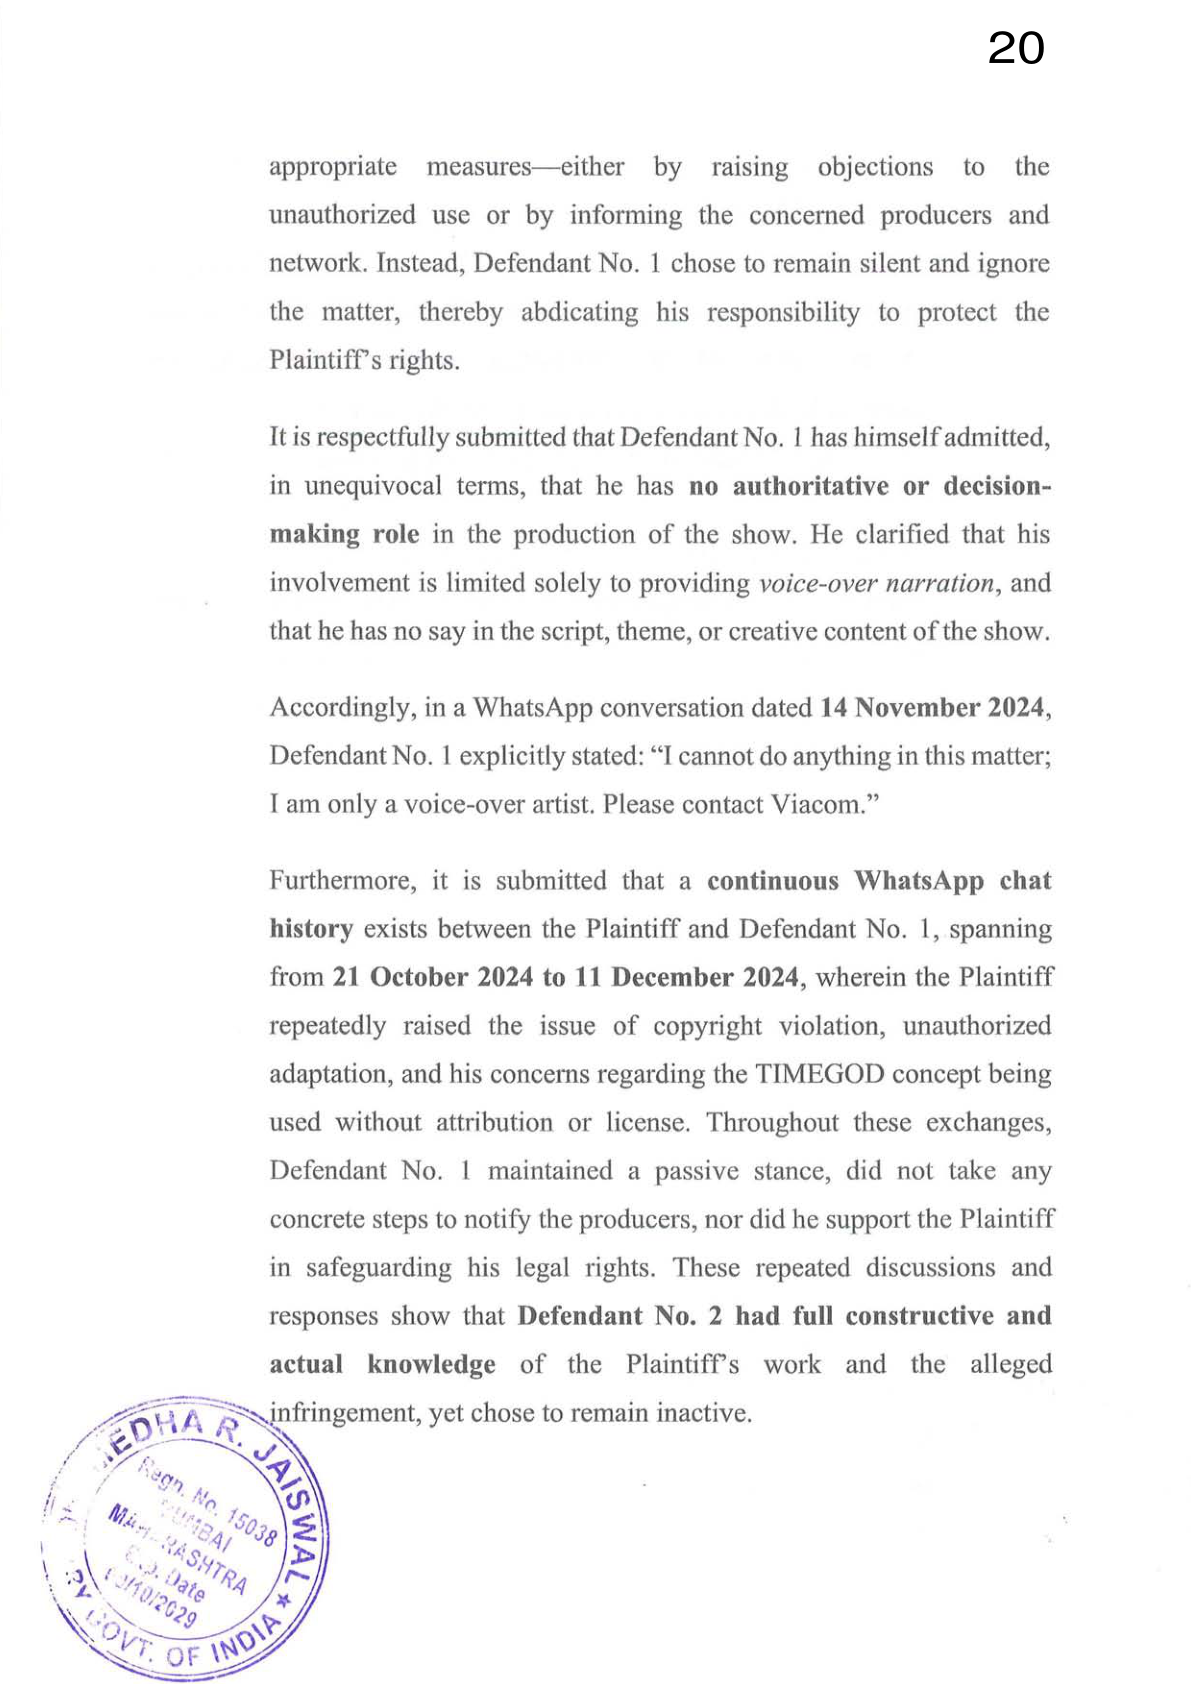 20
appropriate measures—either by raising objections to the
unauthorized use or by informing the concerned producers and
network. Instead, Defendant No. 1 chose to remain silent and ignore
the matter, thereby abdicating his responsibility to protect the
Plaintiff's rights.
It is respectfully submitted that Defendant No. 1 has himself admitted,
in unequivocal terms, that he has no authoritative or decision-
making role in the production of the show. He clarified that his
involvement is limited solely to providing voice-over narration, and
that he has no say in the script, theme, or creative content of the show.
Accordingly, in a WhatsApp conversation dated 14 November 2024,
Defendant No. 1 explicitly stated: “I cannot do anything in this matter;
I am only a voice-over artist. Please contact Viacom.”
Furthermore, it is submitted that a continuous WhatsApp chat
history exists between the Plaintiff and Defendant No. 1, spanning
from 21 October 2024 to 11 December 2024, wherein the Plaintiff
repeatedly raised the issue of copyright violation, unauthorized
adaptation, and his concerns regarding the TIMEGOD concept being
used without attribution or license. Throughout these exchanges,
Defendant No. 1 maintained a passive stance, did not take any
concrete steps to notify the producers, nor did he support the Plaintiff
in safeguarding his legal rights. These repeated discussions and
responses show that Defendant No. 2 had full constructive and
actual knowledge of the Plaintiff's work and the alleged
infringement, yet chose to remain inactive.
R. JAISWAL ★
Regn. No. 15038
Date
GOVT. OF INDIA